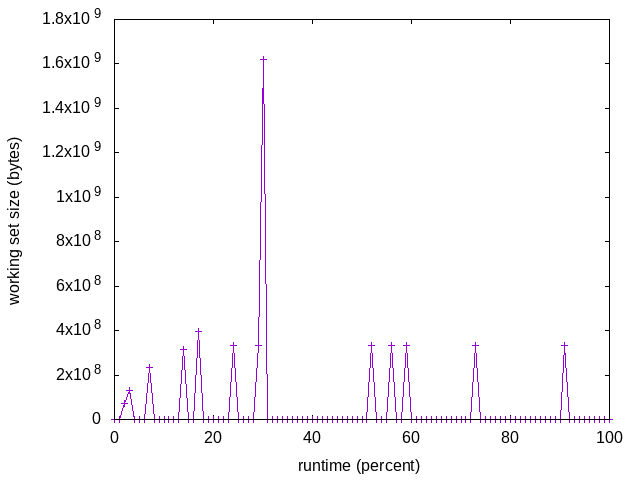 1.8x10^9
1.6x10^9
1.4x10^9
1.2x10^9
1x10^9
8x10^8
6x10^8
4x10^8
2x10^8
0
working set size (bytes)
0 20 40 60 80 100
runtime (percent)